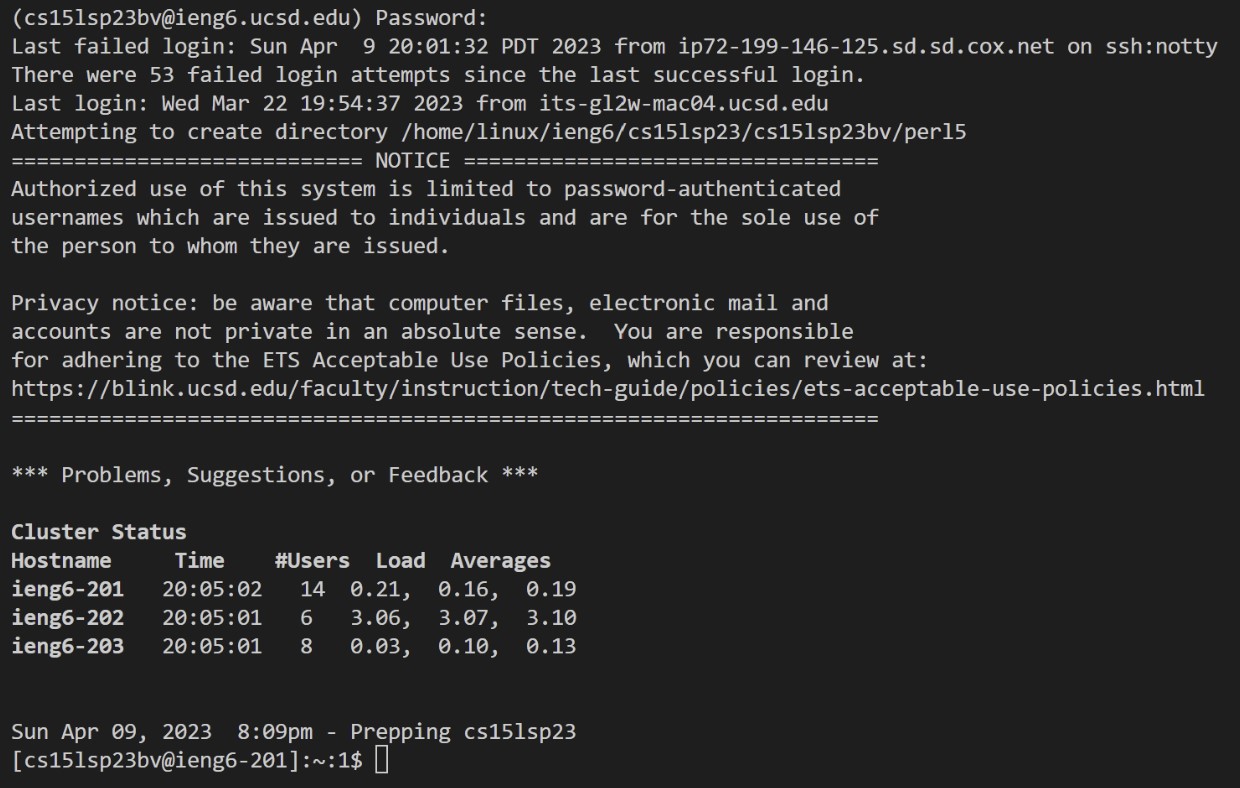 (cs15lsp23bv@ieng6.ucsd.edu) Password:
Last failed login: Sun Apr  9 20:01:32 PDT 2023 from ip72-199-146-125.sd.sd.cox.net on ssh:notty
There were 53 failed login attempts since the last successful login.
Last login: Wed Mar 22 19:54:37 2023 from its-gl2w-mac04.ucsd.edu
Attempting to create directory /home/linux/ieng6/cs15lsp23/cs15lsp23bv/perl5
============================ NOTICE =================================
Authorized use of this system is limited to password-authenticated
usernames which are issued to individuals and are for the sole use of
the person to whom they are issued.

Privacy notice: be aware that computer files, electronic mail and
accounts are not private in an absolute sense.  You are responsible
for adhering to the ETS Acceptable Use Policies, which you can review at:
https://blink.ucsd.edu/faculty/instruction/tech-guide/policies/ets-acceptable-use-policies.html
=====================================================================

*** Problems, Suggestions, or Feedback ***

Cluster Status
Hostname     Time    #Users  Load  Averages
ieng6-201   20:05:02   14  0.21,  0.16,  0.19
ieng6-202   20:05:01   6   3.06,  3.07,  3.10
ieng6-203   20:05:01   8   0.03,  0.10,  0.13

Sun Apr 09, 2023  8:09pm - Prepping cs15lsp23
[cs15lsp23bv@ieng6-201]:~:1$